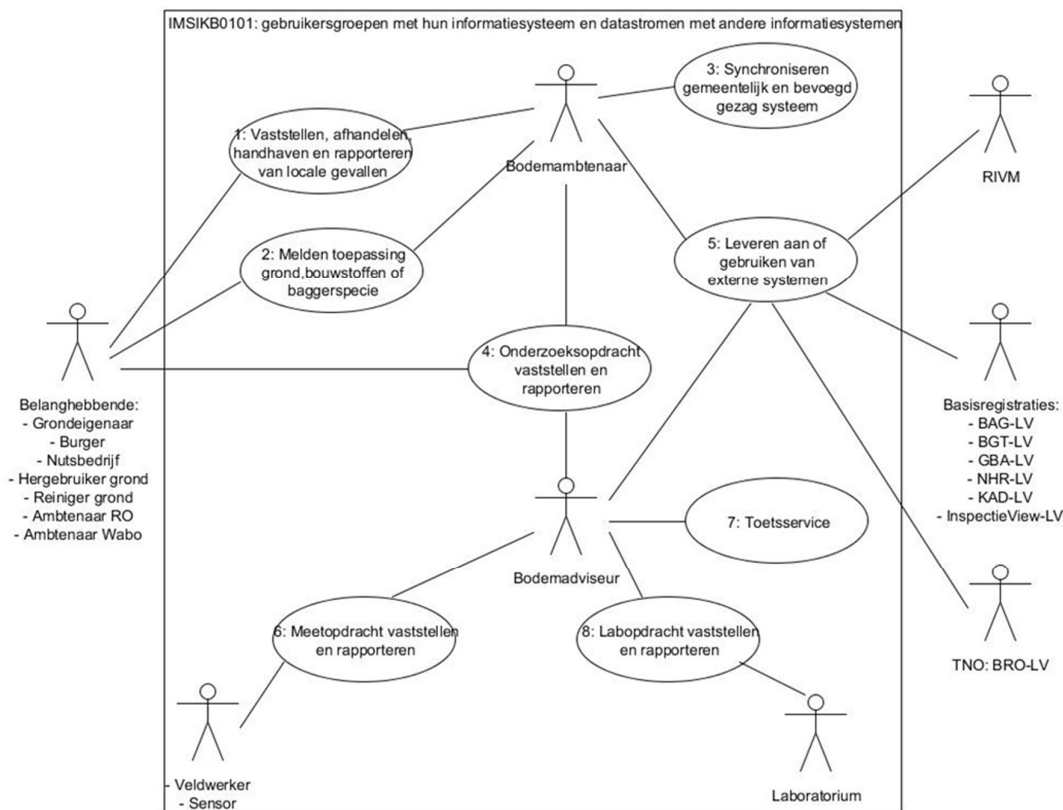 IMSIKB0101: gebruikersgroepen met hun informatiesysteem en datastromen met andere informatiesystemen
3: Synchroniseren
gemeentelijk en bevoegd
gezag systeem
1: Vaststellen, afhandelen,
handhaven en rapporteren
van locale gevallen
Bodemambtenaar
RIVM
2: Melden toepassing
grond,bouwstoffen of
baggerspecie
5: Leveren aan of
gebruiken van
externe systemen
4: Onderzoeksopdracht
vaststellen en
rapporteren
Belanghebbende:
- Grondeigenaar
- Burger
- Nutsbedrijf
- Hergebruiker grond
- Reiniger grond
- Ambtenaar RO
- Ambtenaar Wabo
Basisregistraties:
- BAG-LV
- BGT-LV
- GBA-LV
- NHR-LV
- KAD-LV
- InspectieView-LV
7: Toetsservice
Bodemadviseur
6: Meetopdracht vaststellen
en rapporteren
8: Labopdracht vaststellen
en rapporteren
TNO: BRO-LV
- Veldwerker
- Sensor
Laboratorium